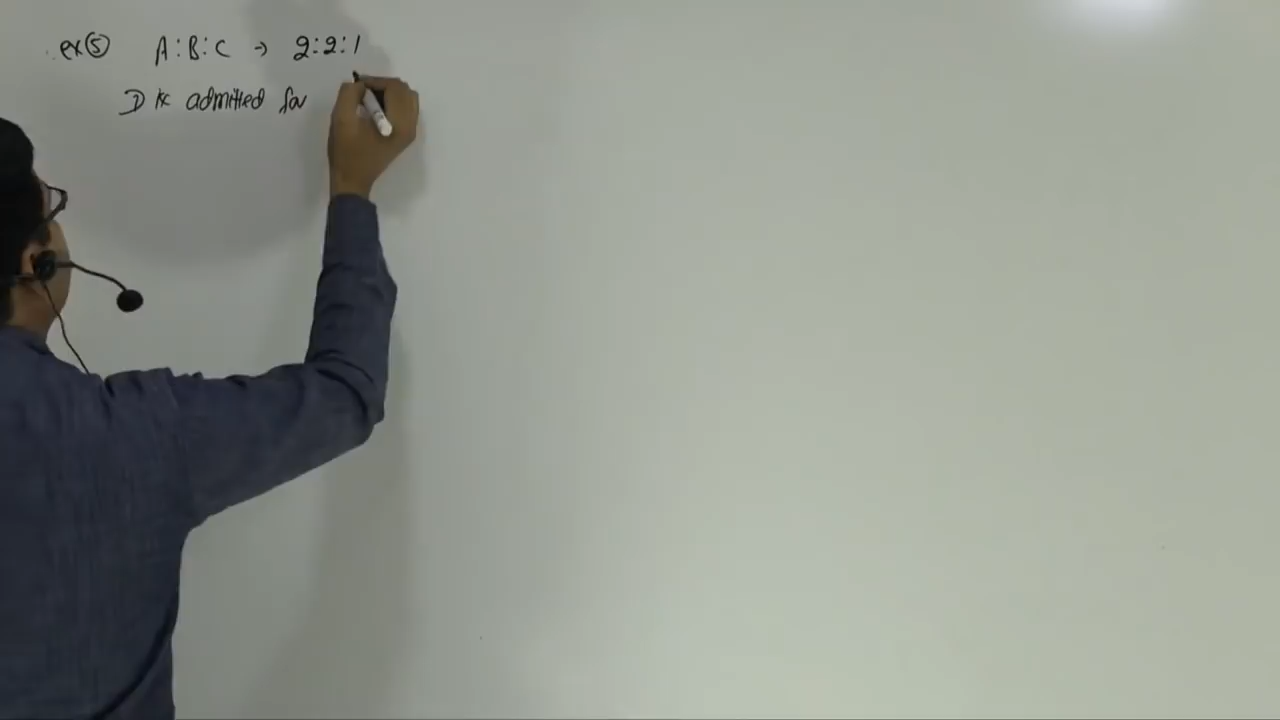 ex⑤ A:B:C → 2:2:1
D is admitted for